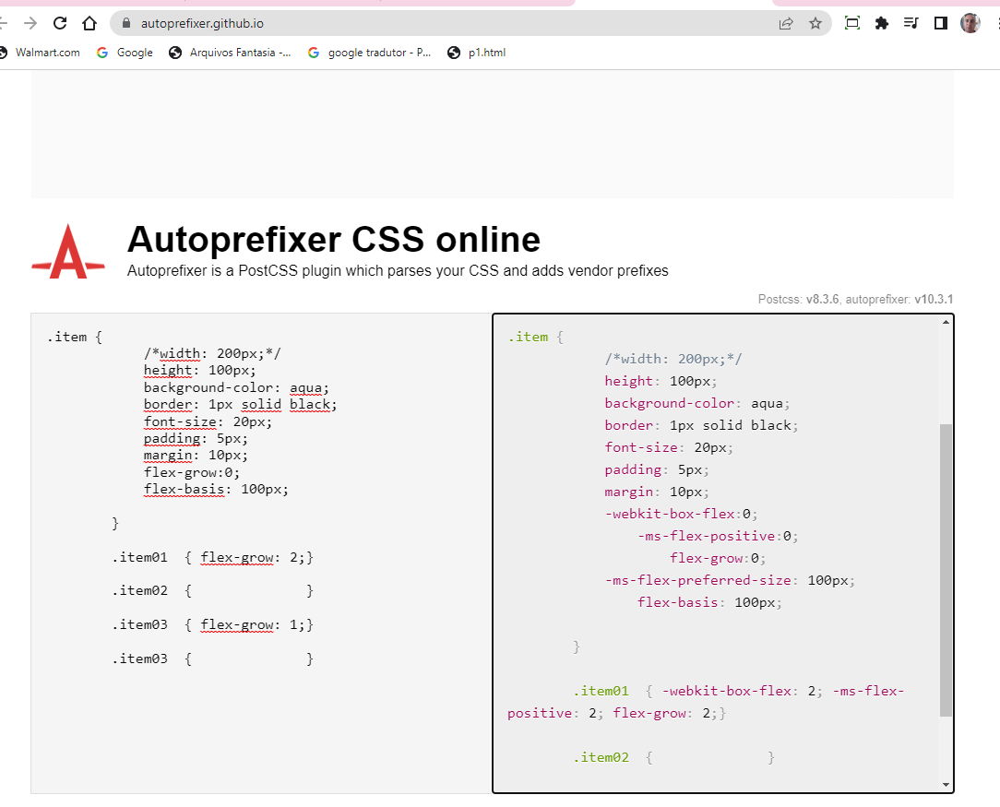 autoprefixer.github.io
Walmart.com Google Arquivos Fantasia -... google tradutor - P... p1.html
Autoprefixer CSS online
Autoprefixer is a PostCSS plugin which parses your CSS and adds vendor prefixes
Postcss: v8.3.6, autoprefixer: v10.3.1
.item {
/*width: 200px;*/
height: 100px;
background-color: aqua;
border: 1px solid black;
font-size: 20px;
padding: 5px;
margin: 10px;
flex-grow:0;
flex-basis: 100px;
}
.item01 { flex-grow: 2;}
.item02 { }
.item03 { flex-grow: 1;}
.item03 { }
.item {
/*width: 200px;*/
height: 100px;
background-color: aqua;
border: 1px solid black;
font-size: 20px;
padding: 5px;
margin: 10px;
-webkit-box-flex:0;
-ms-flex-positive:0;
flex-grow:0;
-ms-flex-preferred-size: 100px;
flex-basis: 100px;
}
.item01 { -webkit-box-flex: 2; -ms-flex-
positive: 2; flex-grow: 2;}
.item02 { }